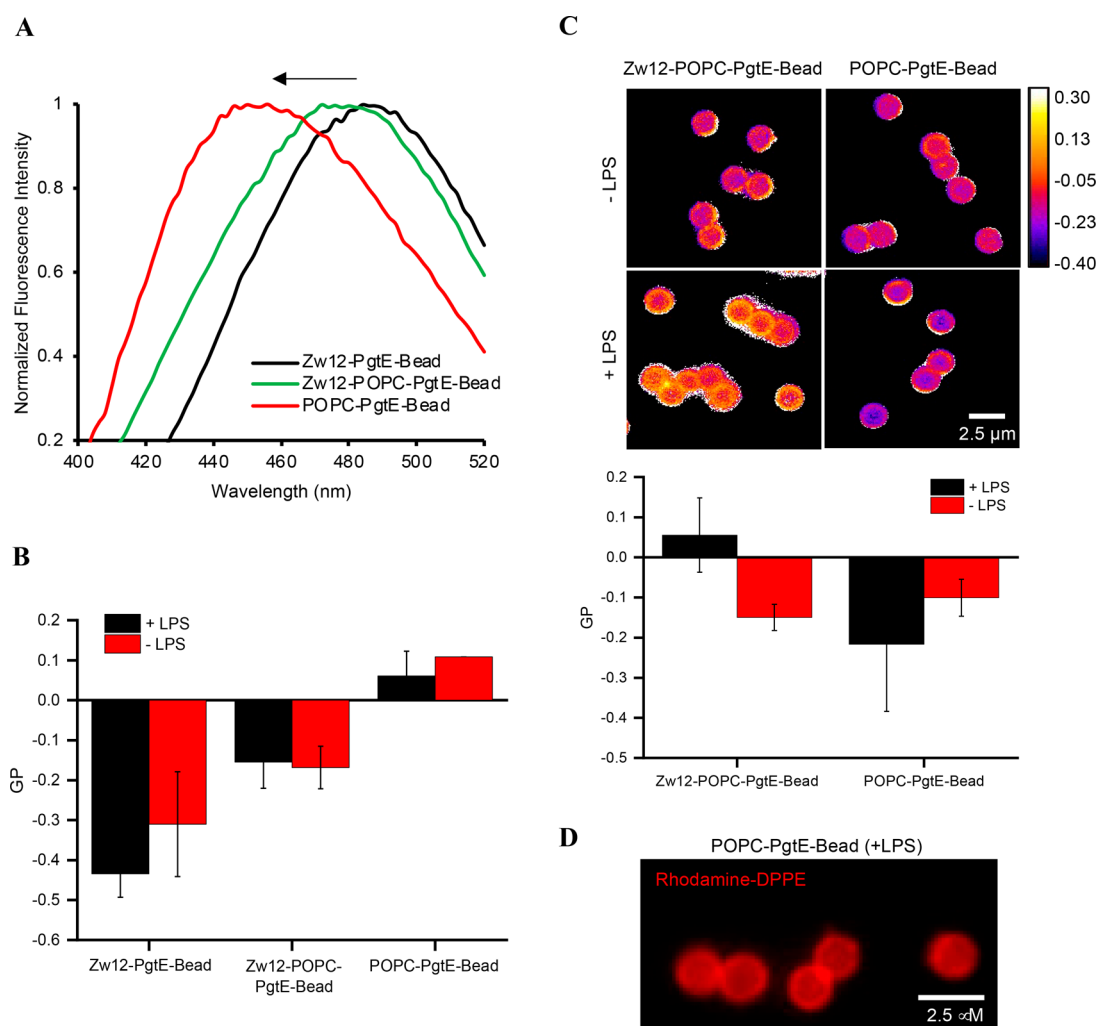 A
Normalized Fluorescence Intensity
1
0.8
0.6
0.4
0.2
400 420 440 460 480 500 520
Wavelength (nm)
Zw12-PgtE-Bead
Zw12-POPC-PgtE-Bead
POPC-PgtE-Bead
B
GP
0.2
0.1
0.0
-0.1
-0.2
-0.3
-0.4
-0.5
-0.6
+ LPS
- LPS
Zw12-PgtE-Bead
Zw12-POPC-
PgtE-Bead
POPC-PgtE-Bead
C
Zw12-POPC-PgtE-Bead
POPC-PgtE-Bead
- LPS
+ LPS
0.30
0.13
-0.05
-0.23
-0.40
2.5 µm
GP
0.2
0.1
0.0
-0.1
-0.2
-0.3
-0.4
-0.5
+ LPS
- LPS
Zw12-POPC-PgtE-Bead
POPC-PgtE-Bead
D
POPC-PgtE-Bead (+LPS)
Rhodamine-DPPE
2.5 ∝M